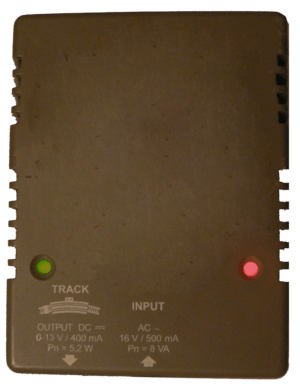 TRACK
INPUT
OUTPUT DC ⎓
0-13 V / 400 mA
Pn = 5,2 W
AC ~
16 V / 500 mA
Pn = 8 VA